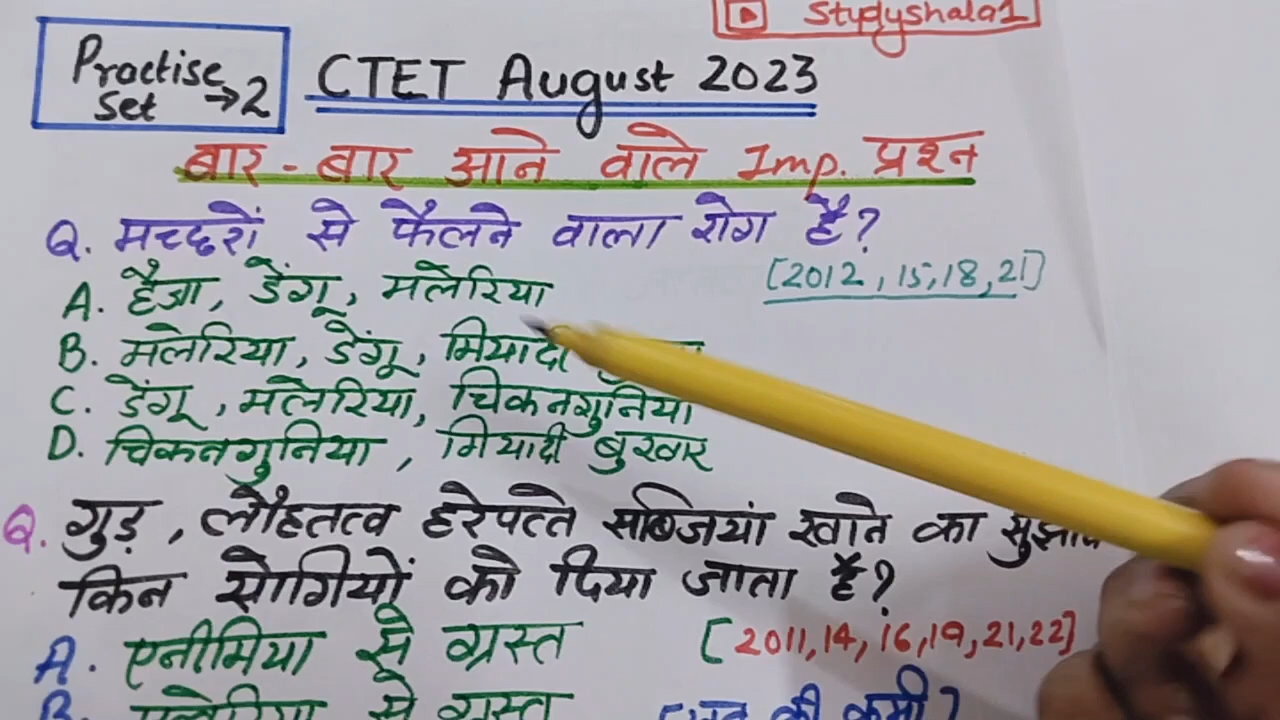 Studyshala1
Practise
Set → 2
CTET August 2023
बार-बार आने वाले Imp. प्रश्न
Q. मच्छरों से फैलने वाला रोग है?
[2012, 15, 18, 21]
A. हैजा, डेंगू, मलेरिया
B. मलेरिया, डेंगू, मियादी
C. डेंगू, मलेरिया, चिकनगुनिया
D. चिकनगुनिया, मियादी बुखार
Q. गुड़, लौहतत्व हरेपत्ते सब्जियां खाने का
किन रोगियों को दिया जाता है?
[2011, 14, 16, 19, 21, 22]
A. एनीमिया से ग्रस्त
B. मलेरिया से ग्रस्त
की कमी